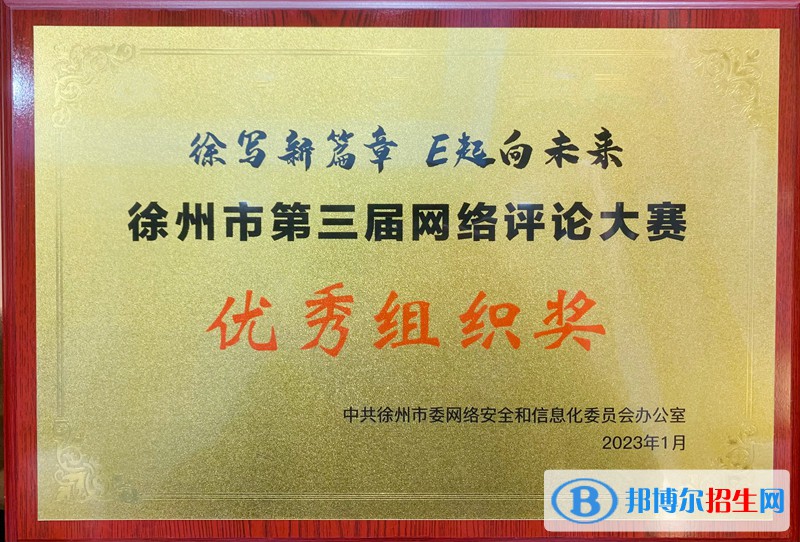 徐写新篇章 E起向未来
徐州市第三届网络评论大赛
优秀组织奖
中共徐州市委网络安全和信息化委员会办公室
2023年1月
B 邦博尔招生网